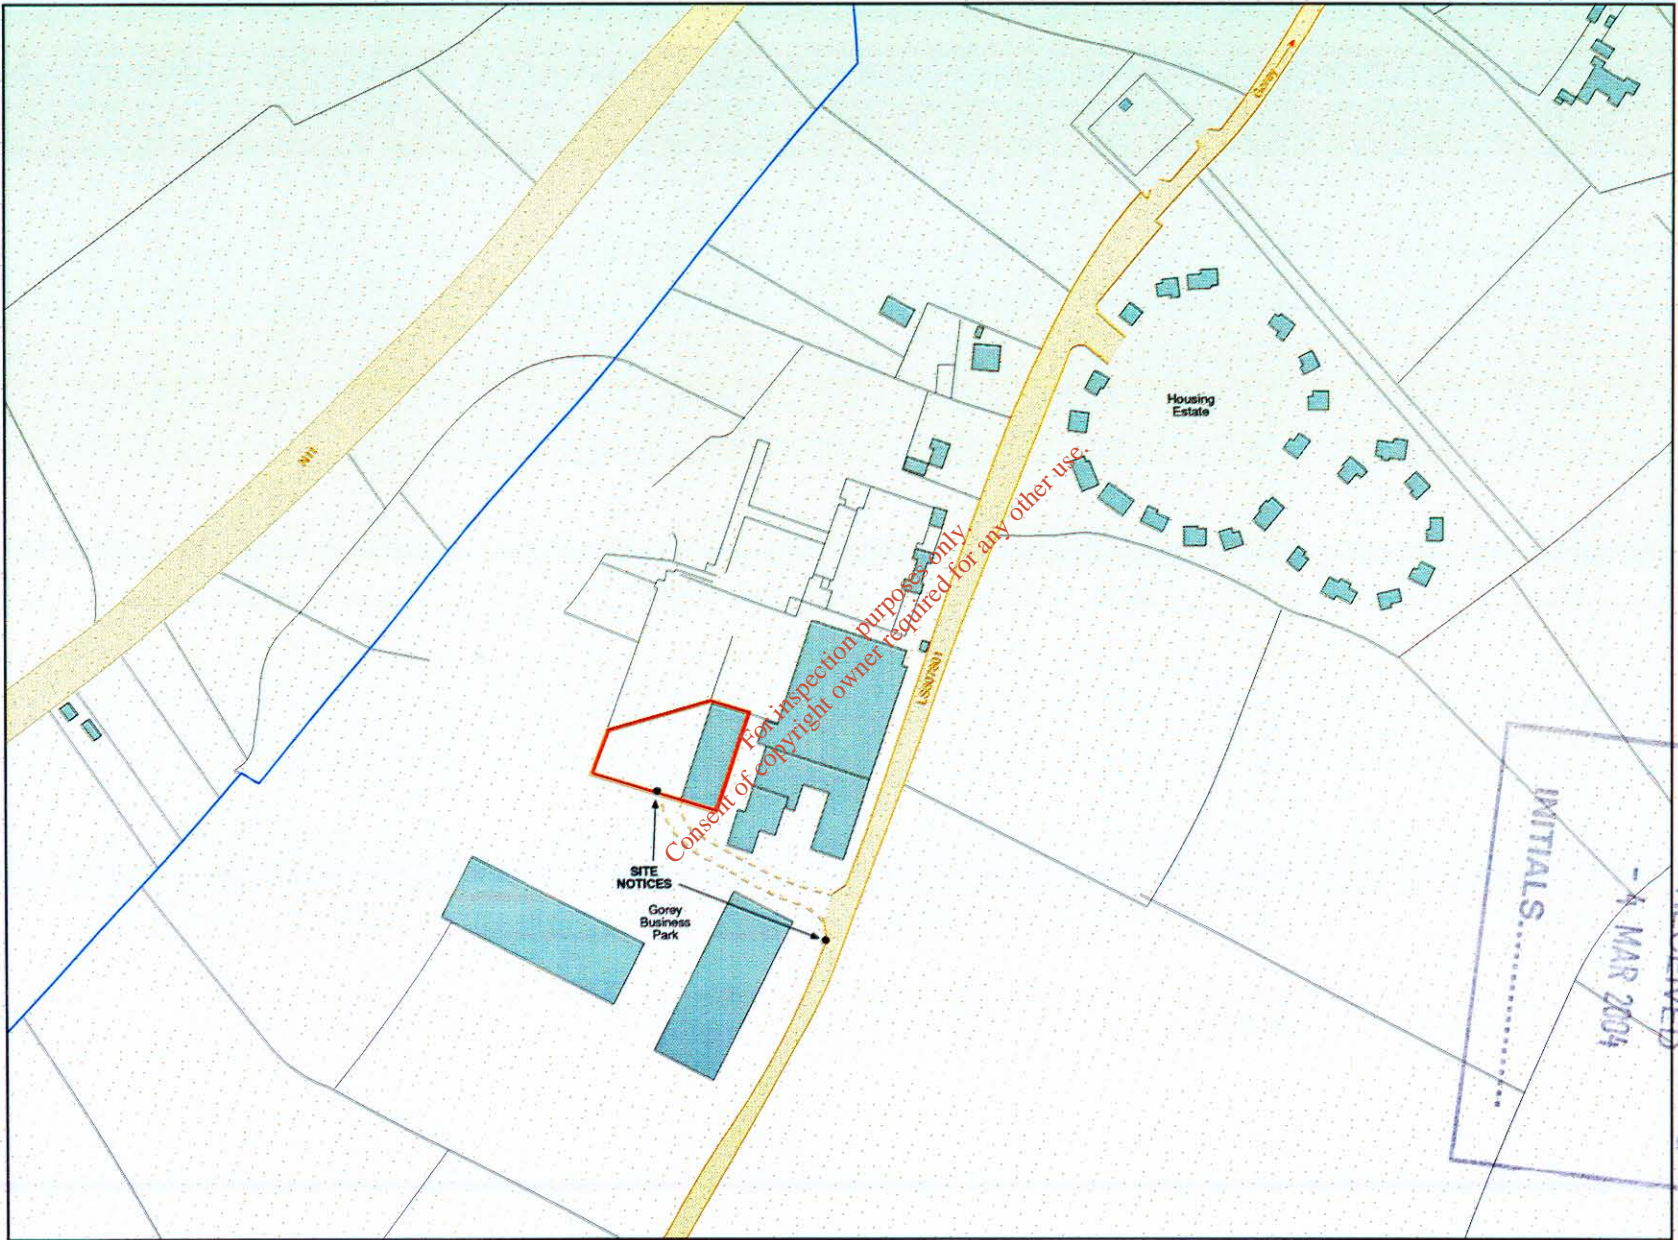 Gorey
N11
Housing
Estate
For inspection purposes only.
Consent of copyright owner required for any other use.
SITE
NOTICES
Gorey
Business
Park
MAR 2004
INITIALS